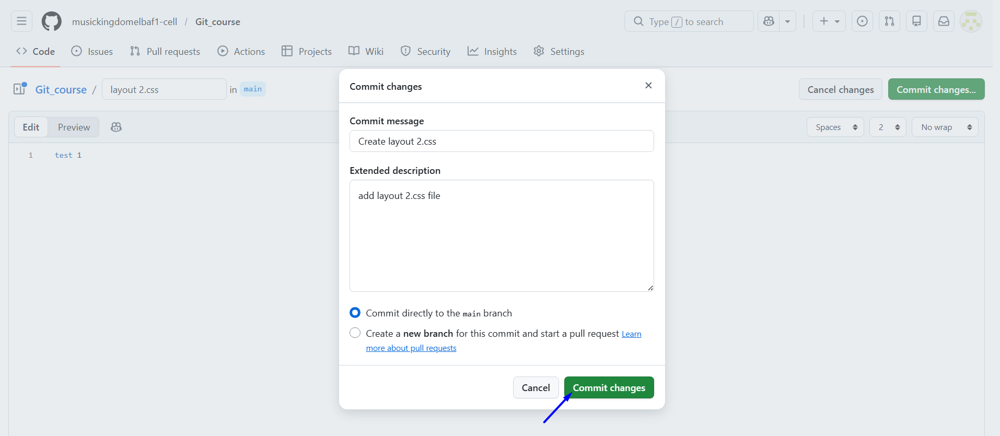 musickingdomelbaf1-cell / Git_course
Type / to search
Code Issues Pull requests Actions Projects Wiki Security Insights Settings
Git_course / layout 2.css in main
Cancel changes Commit changes...
Edit Preview
Spaces 2 No wrap
1 test 1
Commit changes
Commit message
Create layout 2.css
Extended description
add layout 2.css file
Commit directly to the main branch
Create a new branch for this commit and start a pull request Learn
more about pull requests
Cancel Commit changes